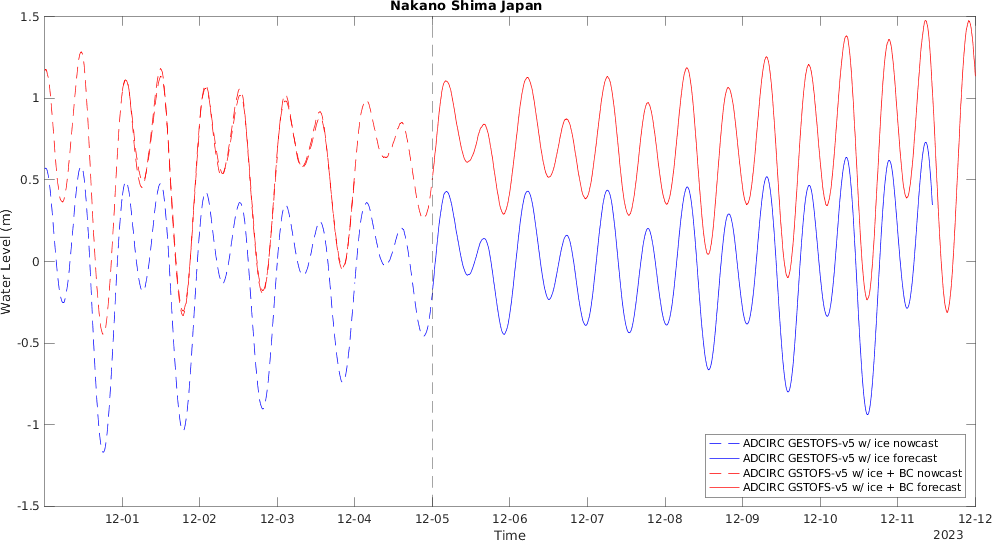 Nakano Shima Japan
1.5
1
0.5
0
-0.5
-1
-1.5
Water Level (m)
ADCIRC GESTOFS-v5 w/ ice nowcast
ADCIRC GESTOFS-v5 w/ ice forecast
ADCIRC GSTOFS-v5 w/ ice + BC nowcast
ADCIRC GSTOFS-v5 w/ ice + BC forecast
12-01 12-02 12-03 12-04 12-05 12-06 12-07 12-08 12-09 12-10 12-11 12-12
Time
2023